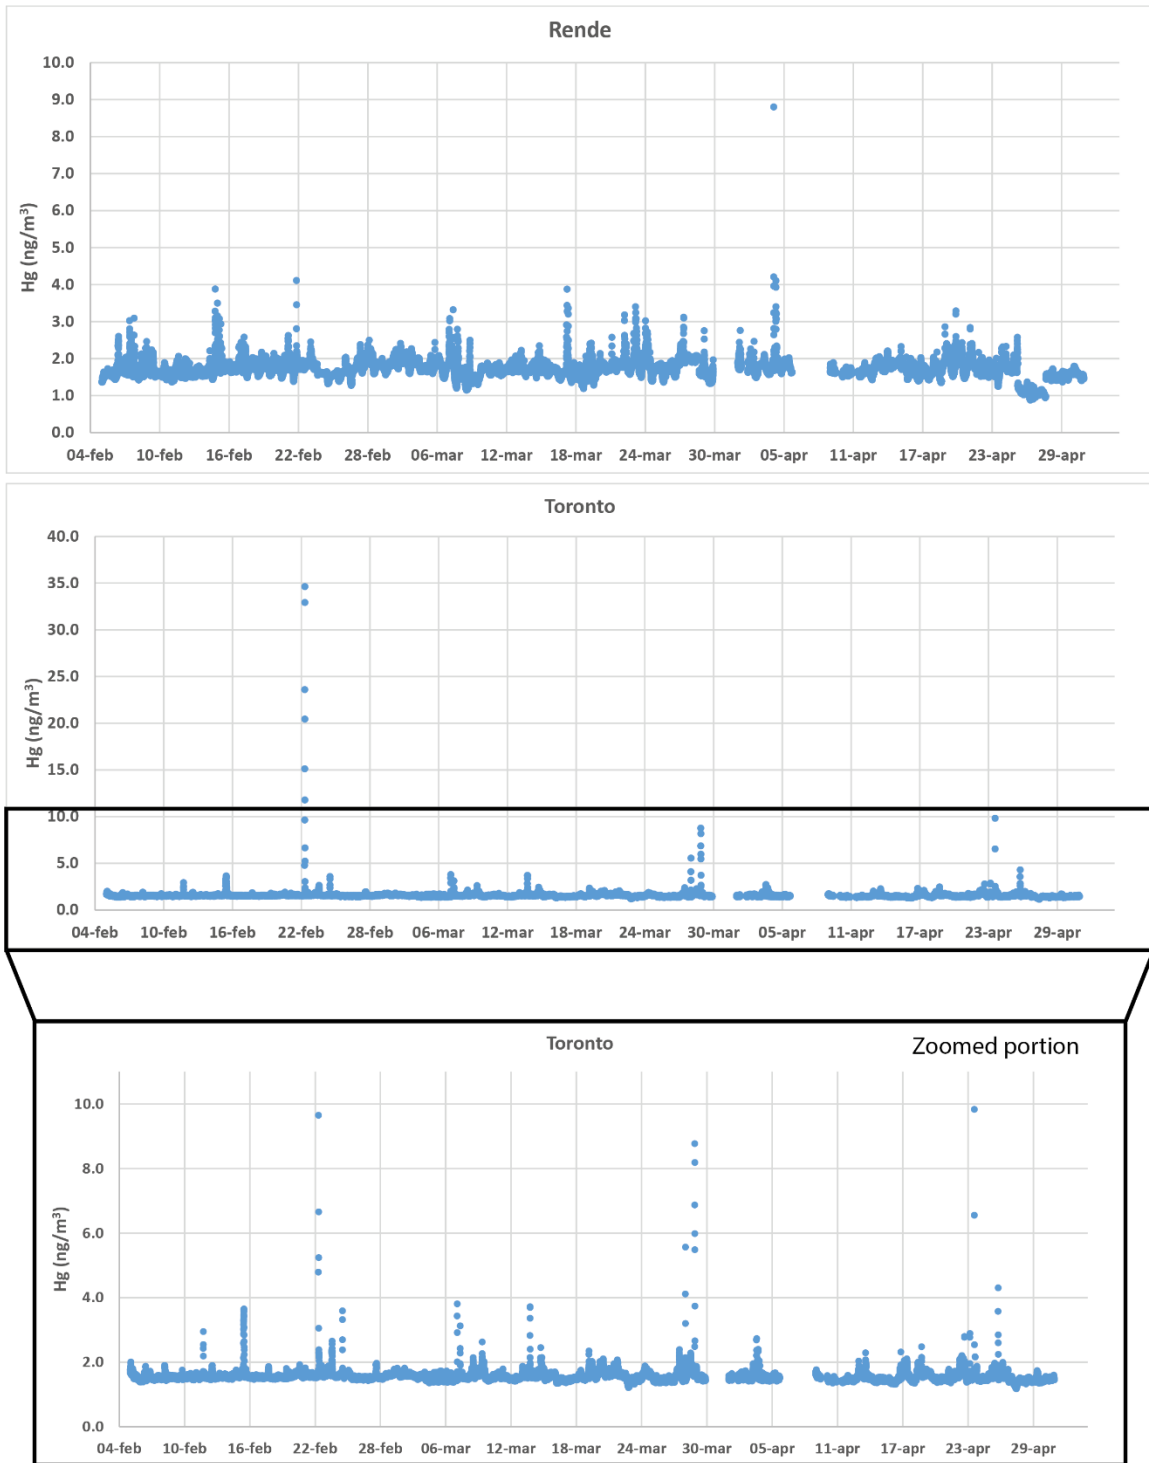 Rende
10.0
9.0
8.0
7.0
6.0
5.0
4.0
3.0
2.0
1.0
0.0
Hg (ng/m³)
04-feb 10-feb 16-feb 22-feb 28-feb 06-mar 12-mar 18-mar 24-mar 30-mar 05-apr 11-apr 17-apr 23-apr 29-apr
Toronto
40.0
35.0
30.0
25.0
20.0
15.0
10.0
5.0
0.0
Hg (ng/m³)
04-feb 10-feb 16-feb 22-feb 28-feb 06-mar 12-mar 18-mar 24-mar 30-mar 05-apr 11-apr 17-apr 23-apr 29-apr
Toronto
Zoomed portion
10.0
8.0
6.0
4.0
2.0
0.0
Hg (ng/m³)
04-feb 10-feb 16-feb 22-feb 28-feb 06-mar 12-mar 18-mar 24-mar 30-mar 05-apr 11-apr 17-apr 23-apr 29-apr